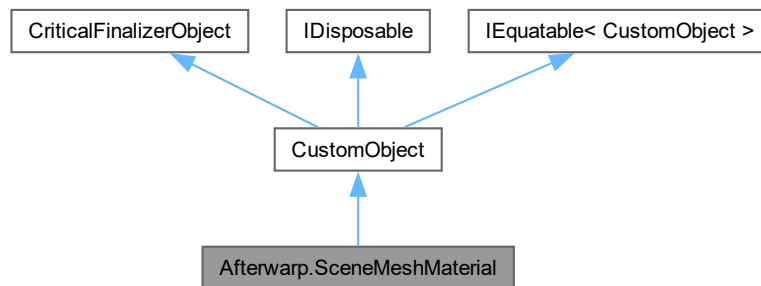 CriticalFinalizerObject
IDisposable
IEquatable< CustomObject >
CustomObject
Afterwarp.SceneMeshMaterial